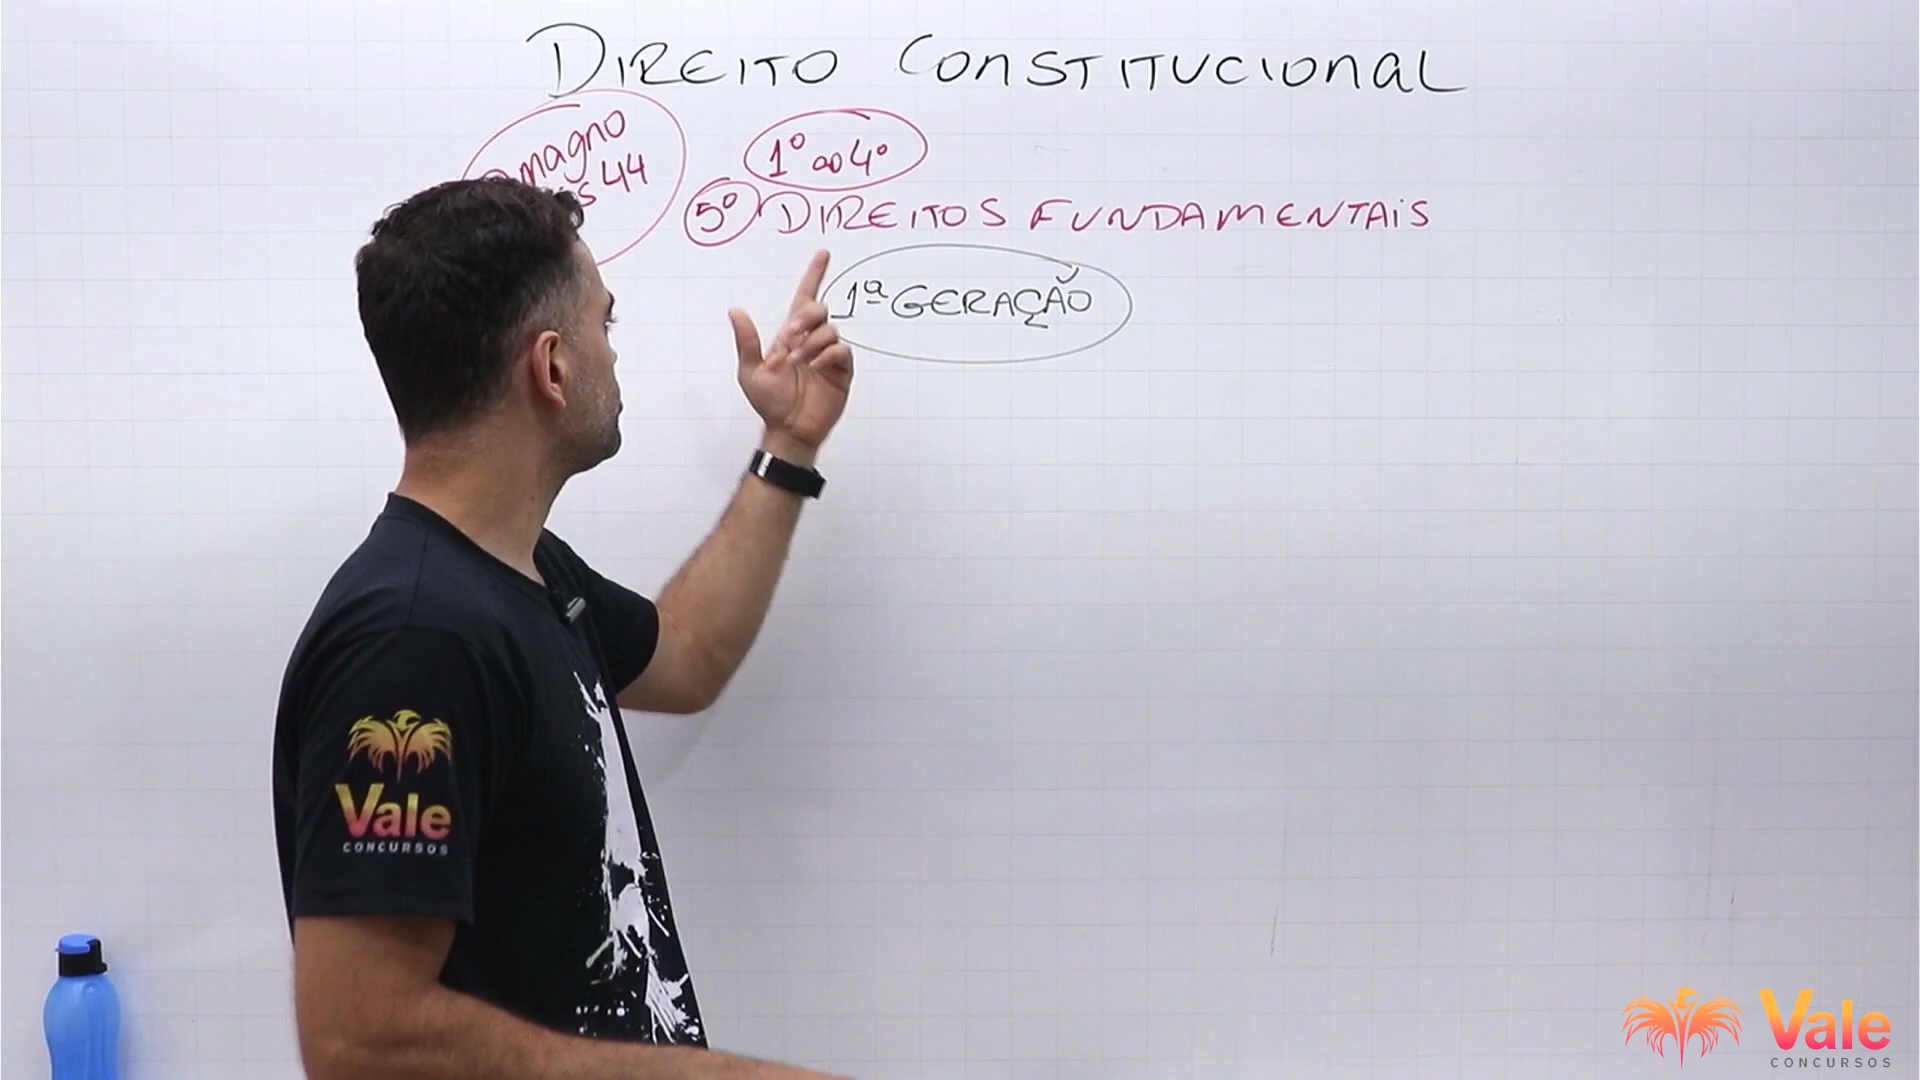 DIREITO CONSTITUCIONAL
magno
44
1º ao 4º
5º DIREITOS FUNDAMENTAIS
1ª GERAÇÃO
Vale
CONCURSOS
Vale
CONCURSOS